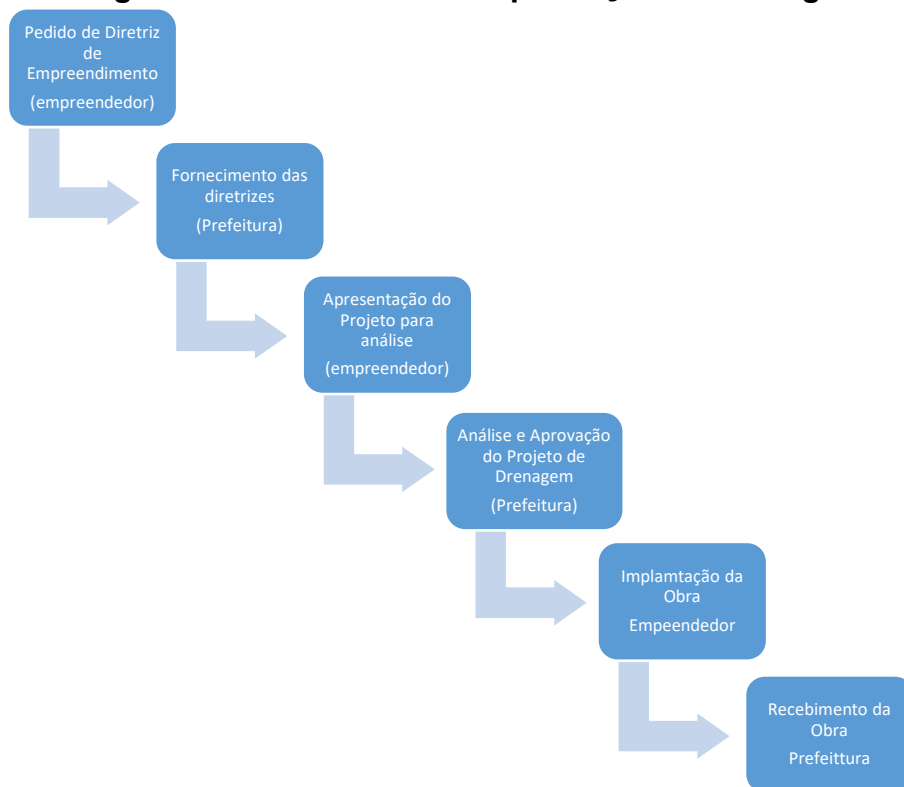 Pedido de Diretriz
de
Empreendimento
(empreendedor)
Fornecimento das
diretrizes
(Prefeitura)
Apresentação do
Projeto para
análise
(empreendedor)
Análise e Aprovação
do Projeto de
Drenagem
(Prefeitura)
Implamtação da
Obra
Empeendedor
Recebimento da
Obra
Prefeittura